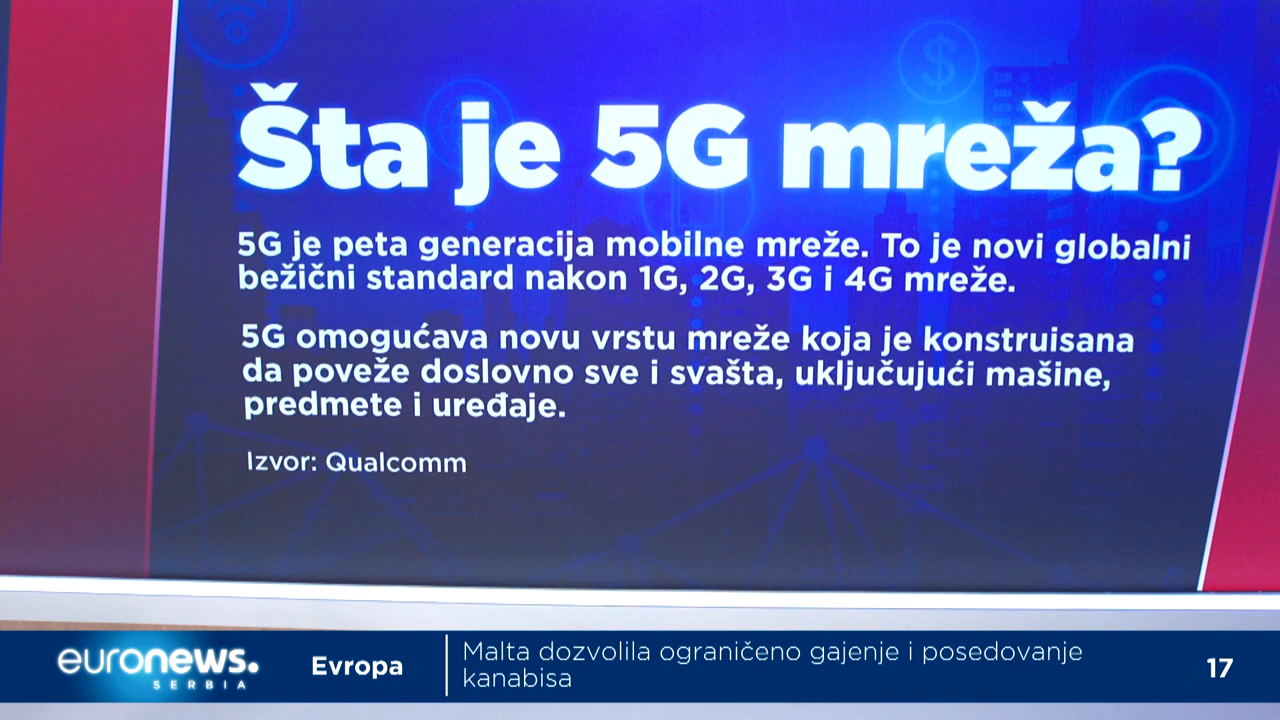 Šta je 5G mreža?
5G je peta generacija mobilne mreže. To je novi globalni
bežični standard nakon 1G, 2G, 3G i 4G mreže.
5G omogućava novu vrstu mreže koja je konstruisana
da poveže doslovno sve i svašta, uključujući mašine,
predmete i uređaje.
Izvor: Qualcomm
euronews.
SERBIA
Evropa
Malta dozvolila ograničeno gajenje i posedovanje
kanabisa
17